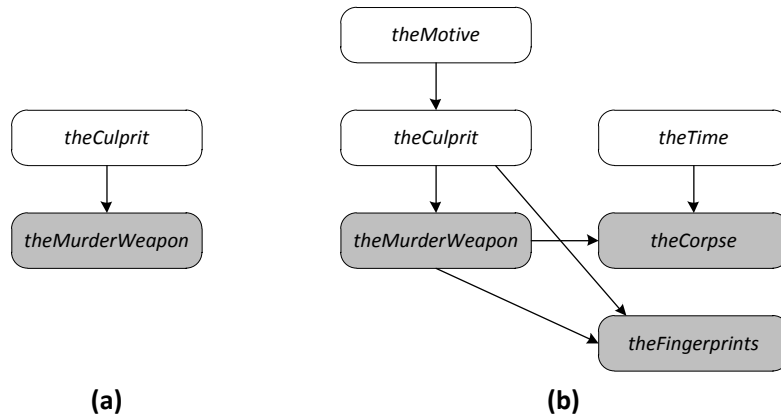 theMotive
theCulprit
theCulprit
theTime
theMurderWeapon
theMurderWeapon
theCorpse
theFingerprints
(a)
(b)